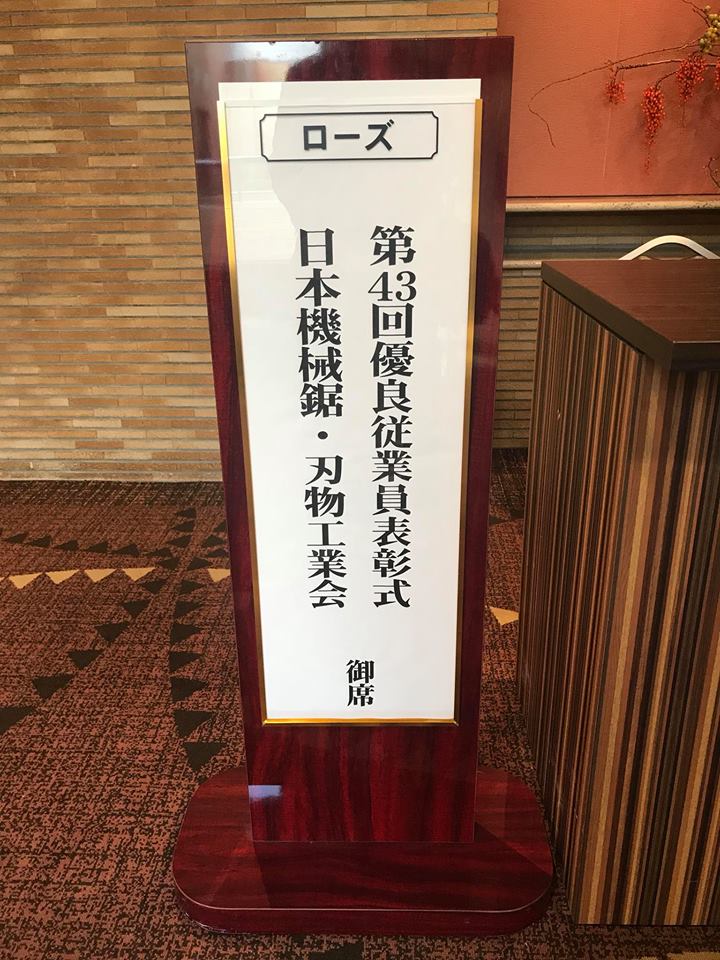 ローズ
第43回優良従業員表彰式
日本機械鋸・刃物工業会
御席